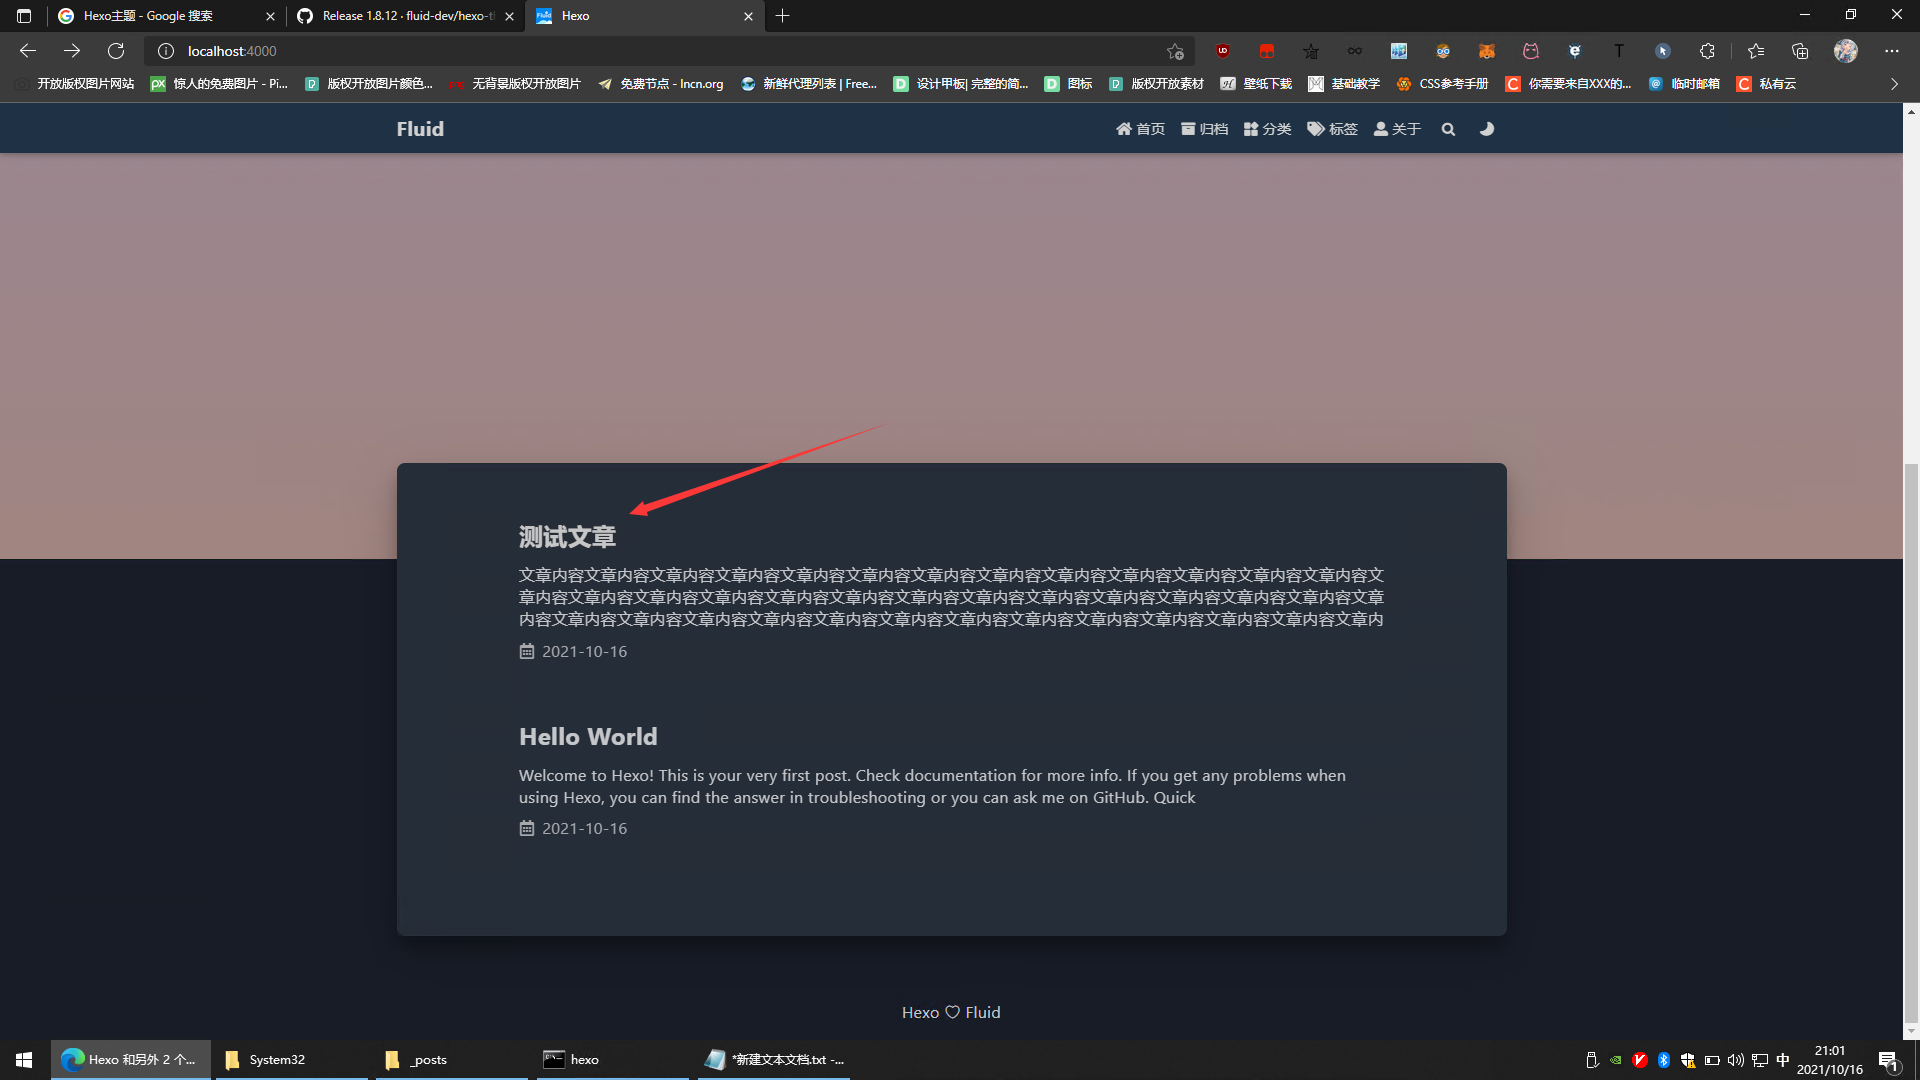 Hexo主题 - Google 搜索
Release 1.8.12 · fluid-dev/hexo-t
Hexo
localhost:4000
开放版权图片网站
惊人的免费图片 - Pi...
版权开放图片颜色...
无背景版权开放图片
免费节点 - lncn.org
新鲜代理列表 | Free...
设计甲板| 完整的简...
图标
版权开放素材
壁纸下载
基础教学
CSS参考手册
你需要来自XXX的...
临时邮箱
私有云
Fluid
首页
归档
分类
标签
关于
测试文章
文章内容文章内容文章内容文章内容文章内容文章内容文章内容文章内容文章内容文章内容文章内容文章内容文章内容文
章内容文章内容文章内容文章内容文章内容文章内容文章内容文章内容文章内容文章内容文章内容文章内容文章内容文章
内容文章内容文章内容文章内容文章内容文章内容文章内容文章内容文章内容文章内容文章内容文章内容文章内容文章内
2021-10-16
Hello World
Welcome to Hexo! This is your very first post. Check documentation for more info. If you get any problems when
using Hexo, you can find the answer in troubleshooting or you can ask me on GitHub. Quick
2021-10-16
Hexo ♡ Fluid
Hexo 和另外 2 个...
System32
_posts
hexo
*新建文本文档.txt -...
中
21:01
2021/10/16
1